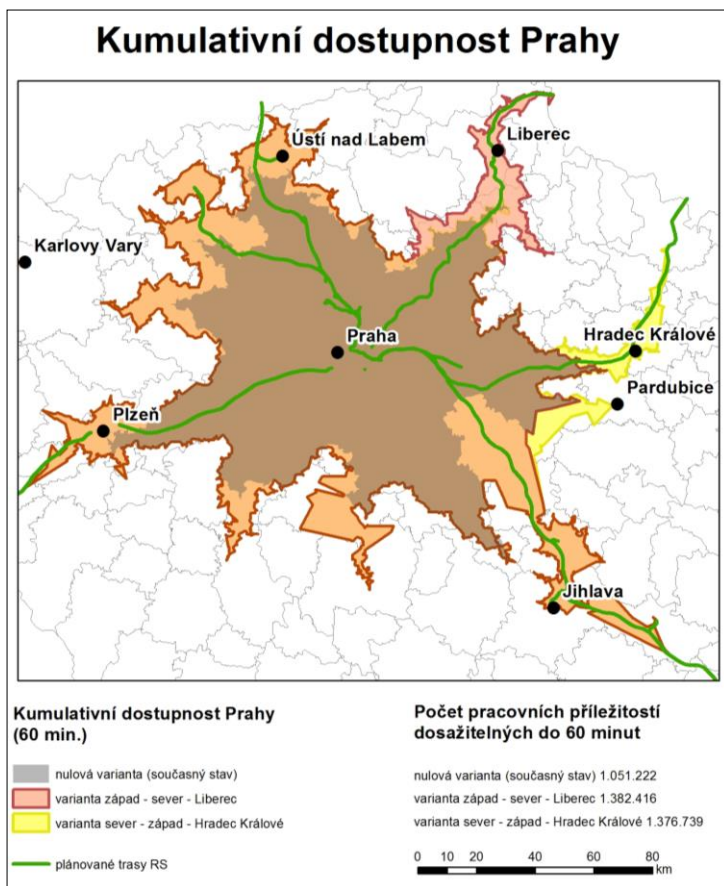 Kumulativní dostupnost Prahy
Ústí nad Labem
Liberec
Karlovy Vary
Praha
Hradec Králové
Pardubice
Plzeň
Jihlava
Kumulativní dostupnost Prahy
(60 min.)
nulová varianta (současný stav)
varianta západ - sever - Liberec
varianta sever - západ - Hradec Králové
plánované trasy RS
Počet pracovních příležitostí
dosažitelných do 60 minut
nulová varianta (současný stav) 1.051.222
varianta západ - sever - Liberec 1.382.416
varianta sever - západ - Hradec Králové 1.376.739
0 10 20 40 60 80
km